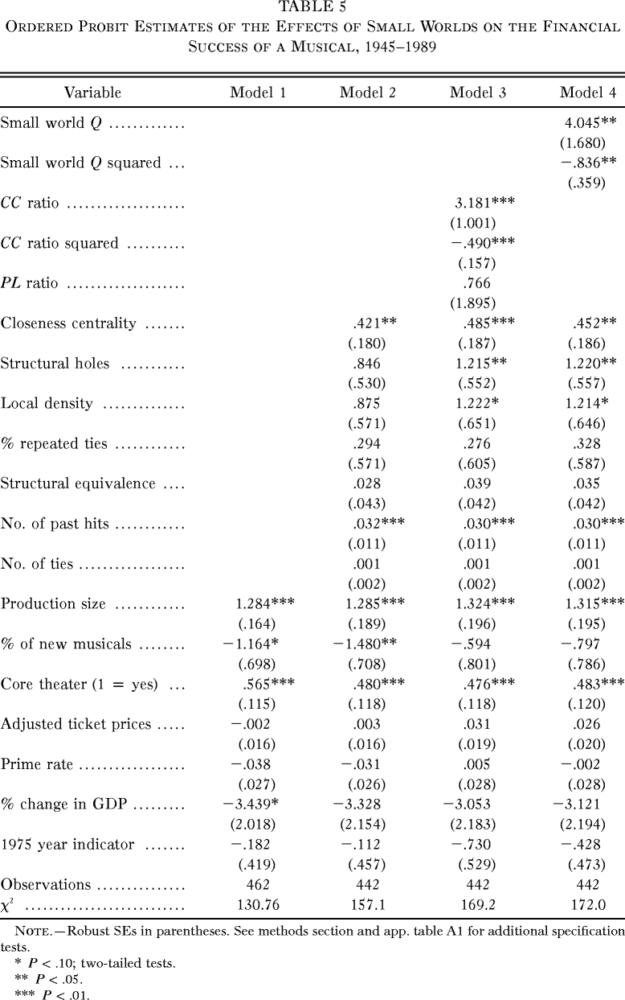 TABLE 5
Ordered Probit Estimates of the Effects of Small Worlds on the Financial
Success of a Musical, 1945–1989
Variable Model 1 Model 2 Model 3 Model 4
Small world Q ............. 4.045**
(1.680)
Small world Q squared ... −.836**
(.359)
CC ratio .................... 3.181***
(1.001)
CC ratio squared .......... −.490***
(.157)
PL ratio .................... .766
(1.895)
Closeness centrality ....... .421** .485*** .452**
(.180) (.187) (.186)
Structural holes ........... .846 1.215** 1.220**
(.530) (.552) (.557)
Local density .............. .875 1.222* 1.214*
(.571) (.651) (.646)
% repeated ties ............ .294 .276 .328
(.571) (.605) (.587)
Structural equivalence .... .028 .039 .035
(.043) (.042) (.042)
No. of past hits ............ .032*** .030*** .030***
(.011) (.011) (.011)
No. of ties .................. .001 .001 .001
(.002) (.002) (.002)
Production size ............ 1.284*** 1.285*** 1.324*** 1.315***
(.164) (.189) (.196) (.195)
% of new musicals ........ −1.164* −1.480** −.594 −.797
(.698) (.708) (.801) (.786)
Core theater (1 = yes) ... .565*** .480*** .476*** .483***
(.115) (.118) (.118) (.120)
Adjusted ticket prices ..... −.002 .003 .031 .026
(.016) (.016) (.019) (.020)
Prime rate .................. −.038 −.031 .005 −.002
(.027) (.026) (.028) (.028)
% change in GDP ......... −3.439* −3.328 −3.053 −3.121
(2.018) (2.154) (2.183) (2.194)
1975 year indicator ....... −.182 −.112 −.730 −.428
(.419) (.457) (.529) (.473)
Observations ............... 462 442 442 442
χ² ........................... 130.76 157.1 169.2 172.0
Note.—Robust SEs in parentheses. See methods section and app. table A1 for additional specification
tests.
* P < .10; two-tailed tests.
** P < .05.
*** P < .01.